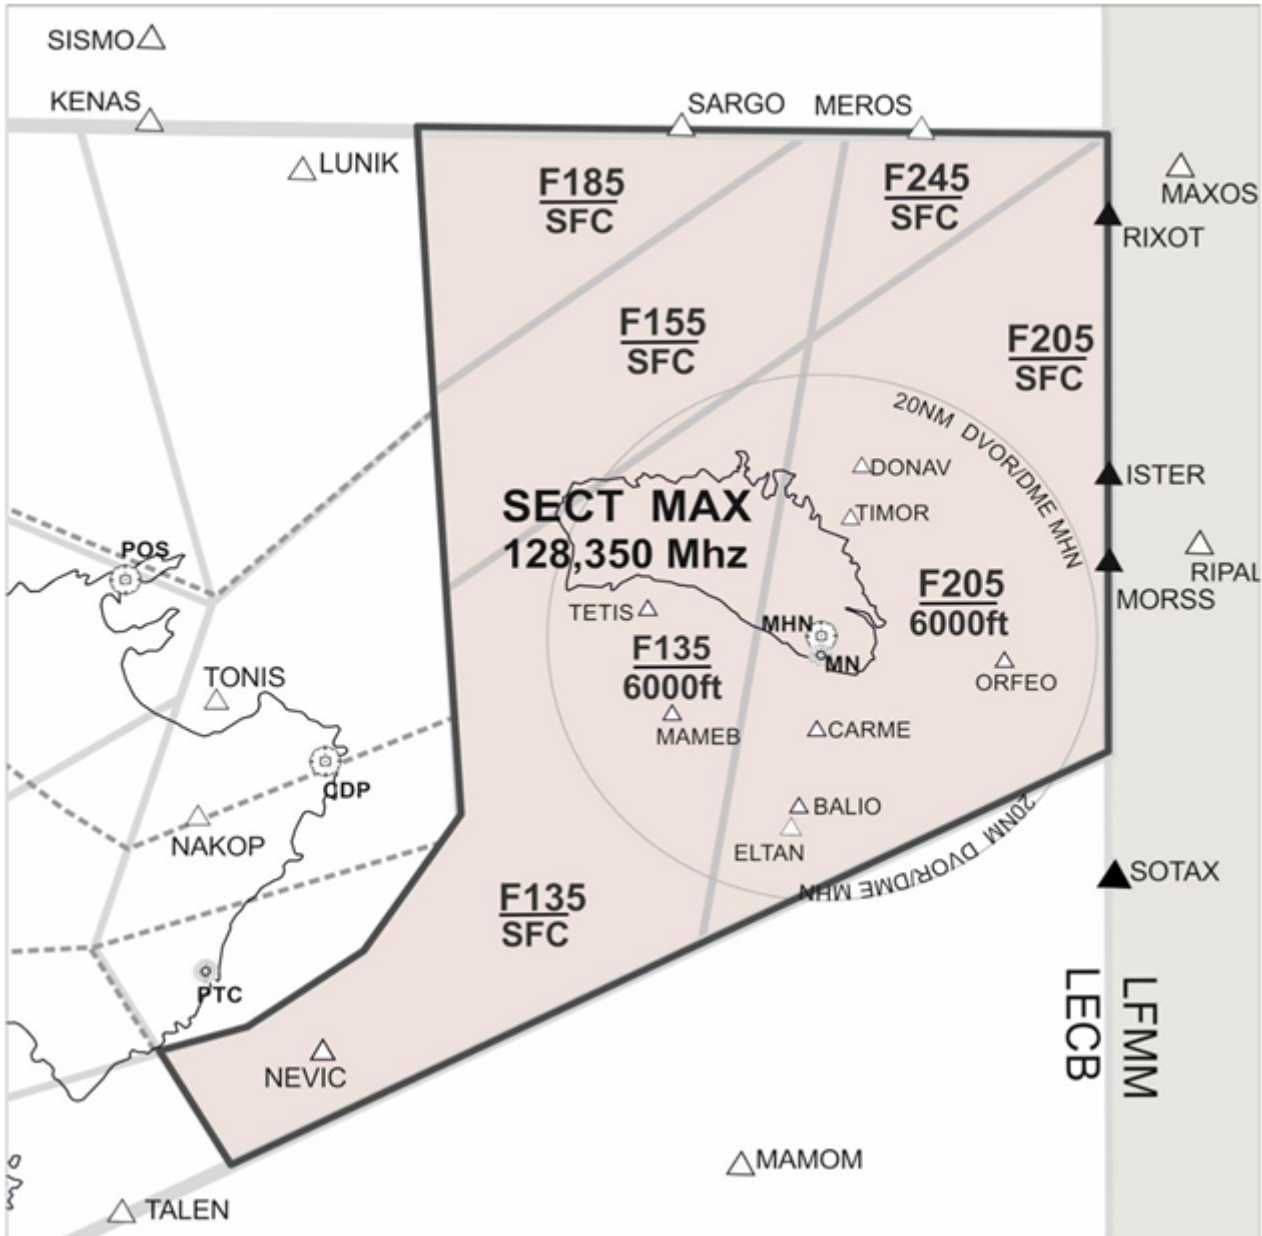 SISMO
KENAS
SARGO
MEROS
LUNIK
MAXOS
F185
SFC
F245
SFC
RIXOT
F155
SFC
F205
SFC
20NM DVOR/DME MHN
DONAV
ISTER
SECT MAX
128,350 Mhz
TIMOR
POS
RIPAL
F205
6000ft
MORSS
TETIS
MHN
MN
F135
6000ft
ORFEO
TONIS
MAMEB
CARME
CDP
BALIO
NAKOP
ELTAN
20NM DVOR/DME MHN
SOTAX
F135
SFC
PTC
LECB
LFMM
NEVIC
MAMOM
TALEN